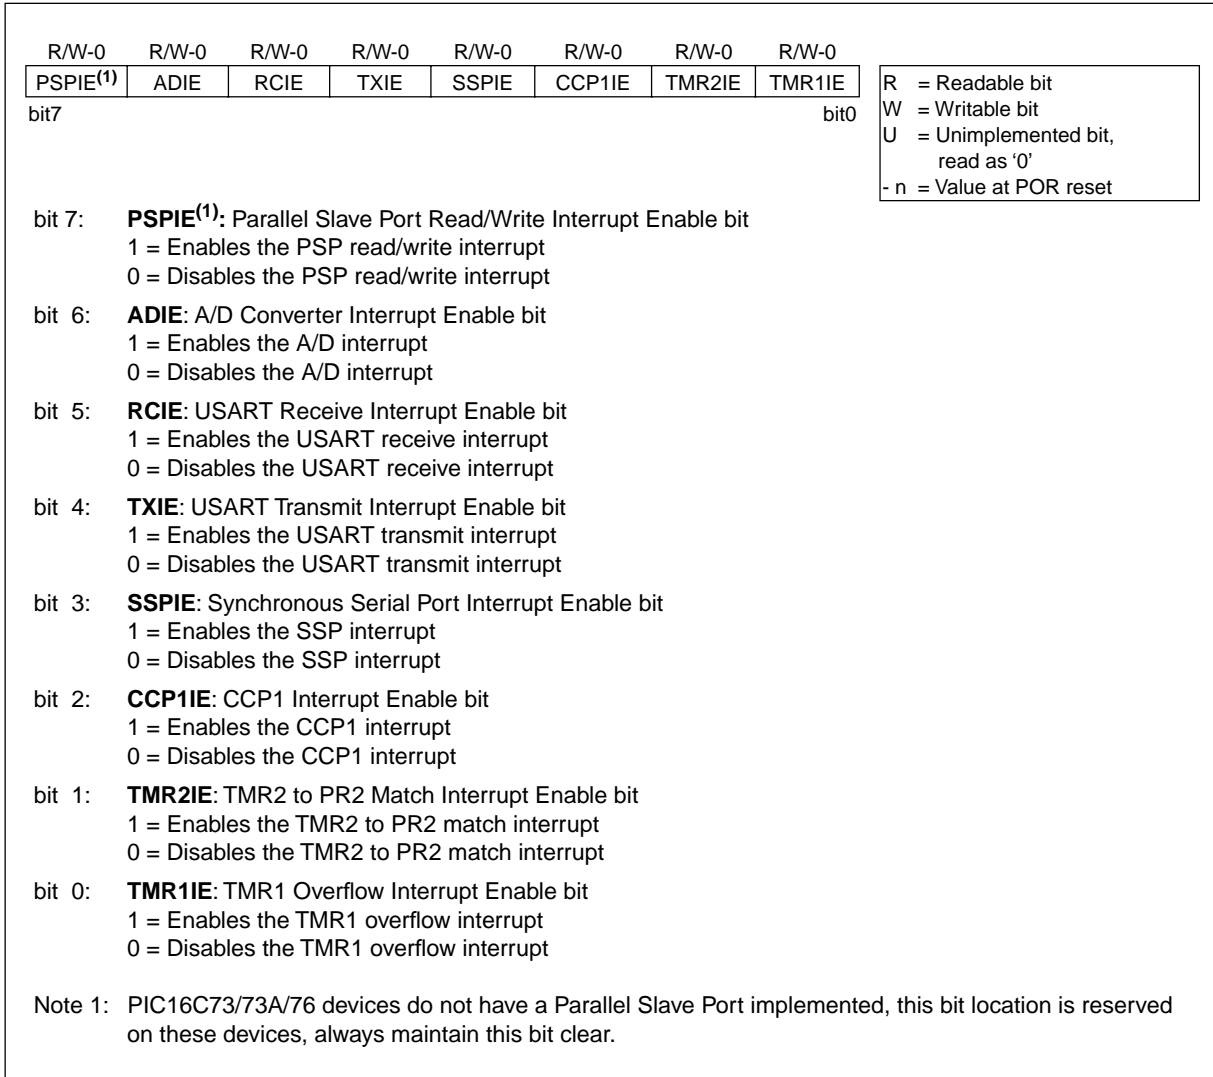 R/W-0 R/W-0 R/W-0 R/W-0 R/W-0 R/W-0 R/W-0 R/W-0
PSPIE(1) ADIE RCIE TXIE SSPIE CCP1IE TMR2IE TMR1IE
bit7 bit0
R = Readable bit
W = Writable bit
U = Unimplemented bit,
read as ‘0’
- n = Value at POR reset
bit 7: PSPIE(1): Parallel Slave Port Read/Write Interrupt Enable bit
1 = Enables the PSP read/write interrupt
0 = Disables the PSP read/write interrupt
bit 6: ADIE: A/D Converter Interrupt Enable bit
1 = Enables the A/D interrupt
0 = Disables the A/D interrupt
bit 5: RCIE: USART Receive Interrupt Enable bit
1 = Enables the USART receive interrupt
0 = Disables the USART receive interrupt
bit 4: TXIE: USART Transmit Interrupt Enable bit
1 = Enables the USART transmit interrupt
0 = Disables the USART transmit interrupt
bit 3: SSPIE: Synchronous Serial Port Interrupt Enable bit
1 = Enables the SSP interrupt
0 = Disables the SSP interrupt
bit 2: CCP1IE: CCP1 Interrupt Enable bit
1 = Enables the CCP1 interrupt
0 = Disables the CCP1 interrupt
bit 1: TMR2IE: TMR2 to PR2 Match Interrupt Enable bit
1 = Enables the TMR2 to PR2 match interrupt
0 = Disables the TMR2 to PR2 match interrupt
bit 0: TMR1IE: TMR1 Overflow Interrupt Enable bit
1 = Enables the TMR1 overflow interrupt
0 = Disables the TMR1 overflow interrupt
Note 1: PIC16C73/73A/76 devices do not have a Parallel Slave Port implemented, this bit location is reserved
on these devices, always maintain this bit clear.